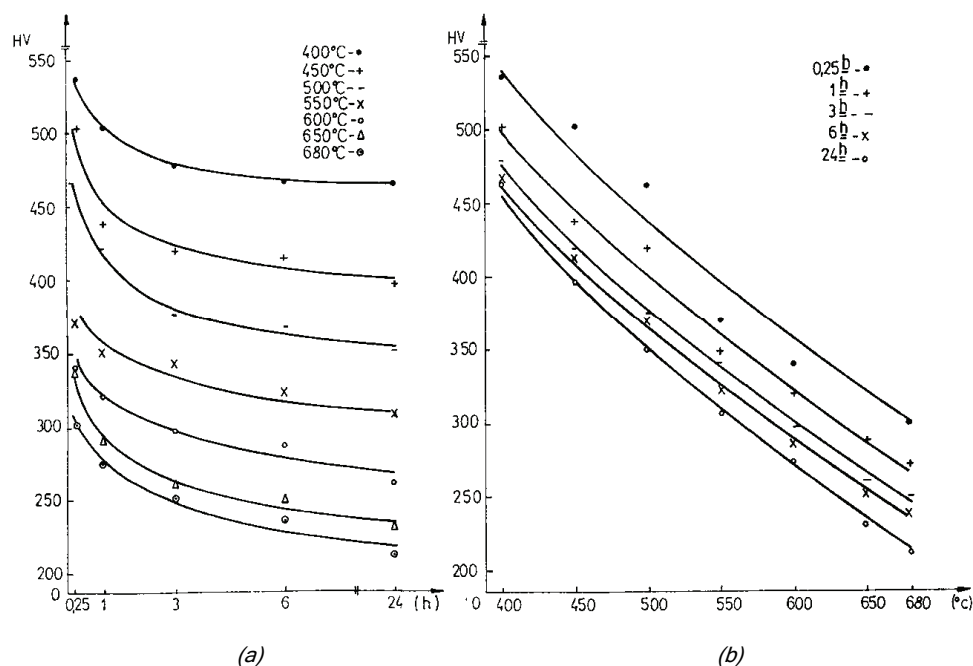 HV
550
500
450
400
350
300
250
200
0
400°C-•
450°C-+
500°C--
550°C-x
600°C-o
650°C-△
680°C-⊙
0,25 1 3 6 24 (h)
(a)
HV
550
500
450
400
350
300
250
200
0
0,25h-•
1h-+
3h--
6h-x
24h-o
400 450 500 550 600 650 680 (°c)
(b)